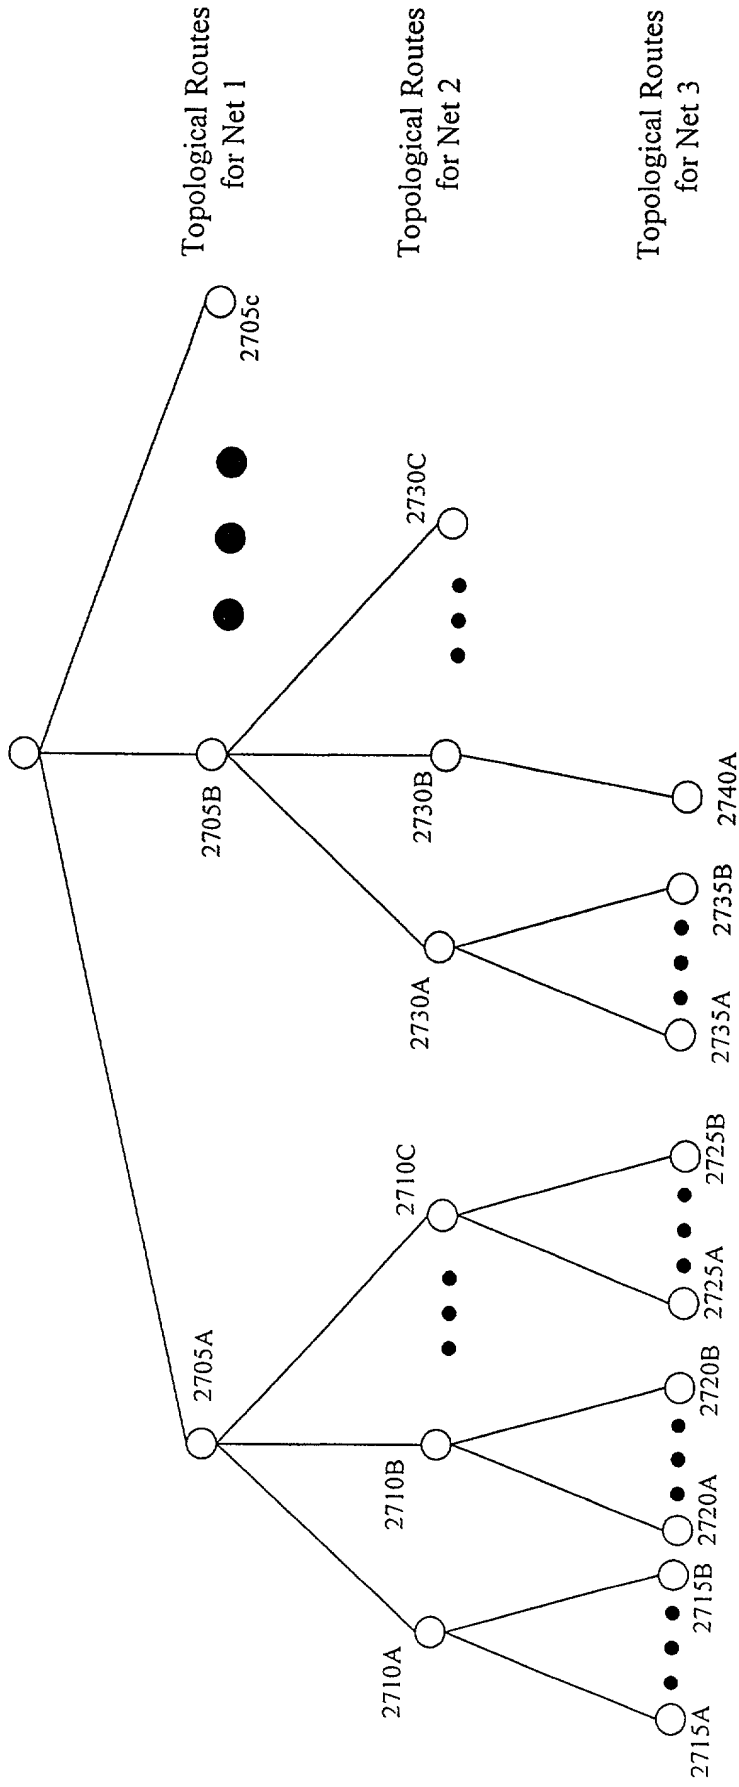 2705A
2705B
2705c
Topological Routes
for Net 1
2710A
2710B
2710C
2730A
2730B
2730C
Topological Routes
for Net 2
2715A
2715B
2720A
2720B
2725A
2725B
2735A
2735B
2740A
Topological Routes
for Net 3